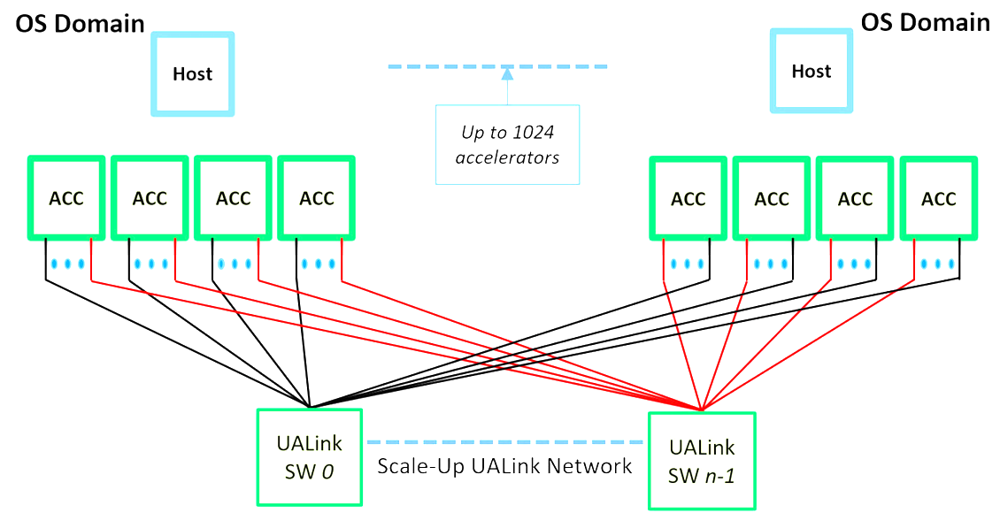 OS Domain
OS Domain
Host
Host
Up to 1024
accelerators
ACC
ACC
ACC
ACC
ACC
ACC
ACC
ACC
UALink
SW 0
Scale-Up UALink Network
UALink
SW n-1